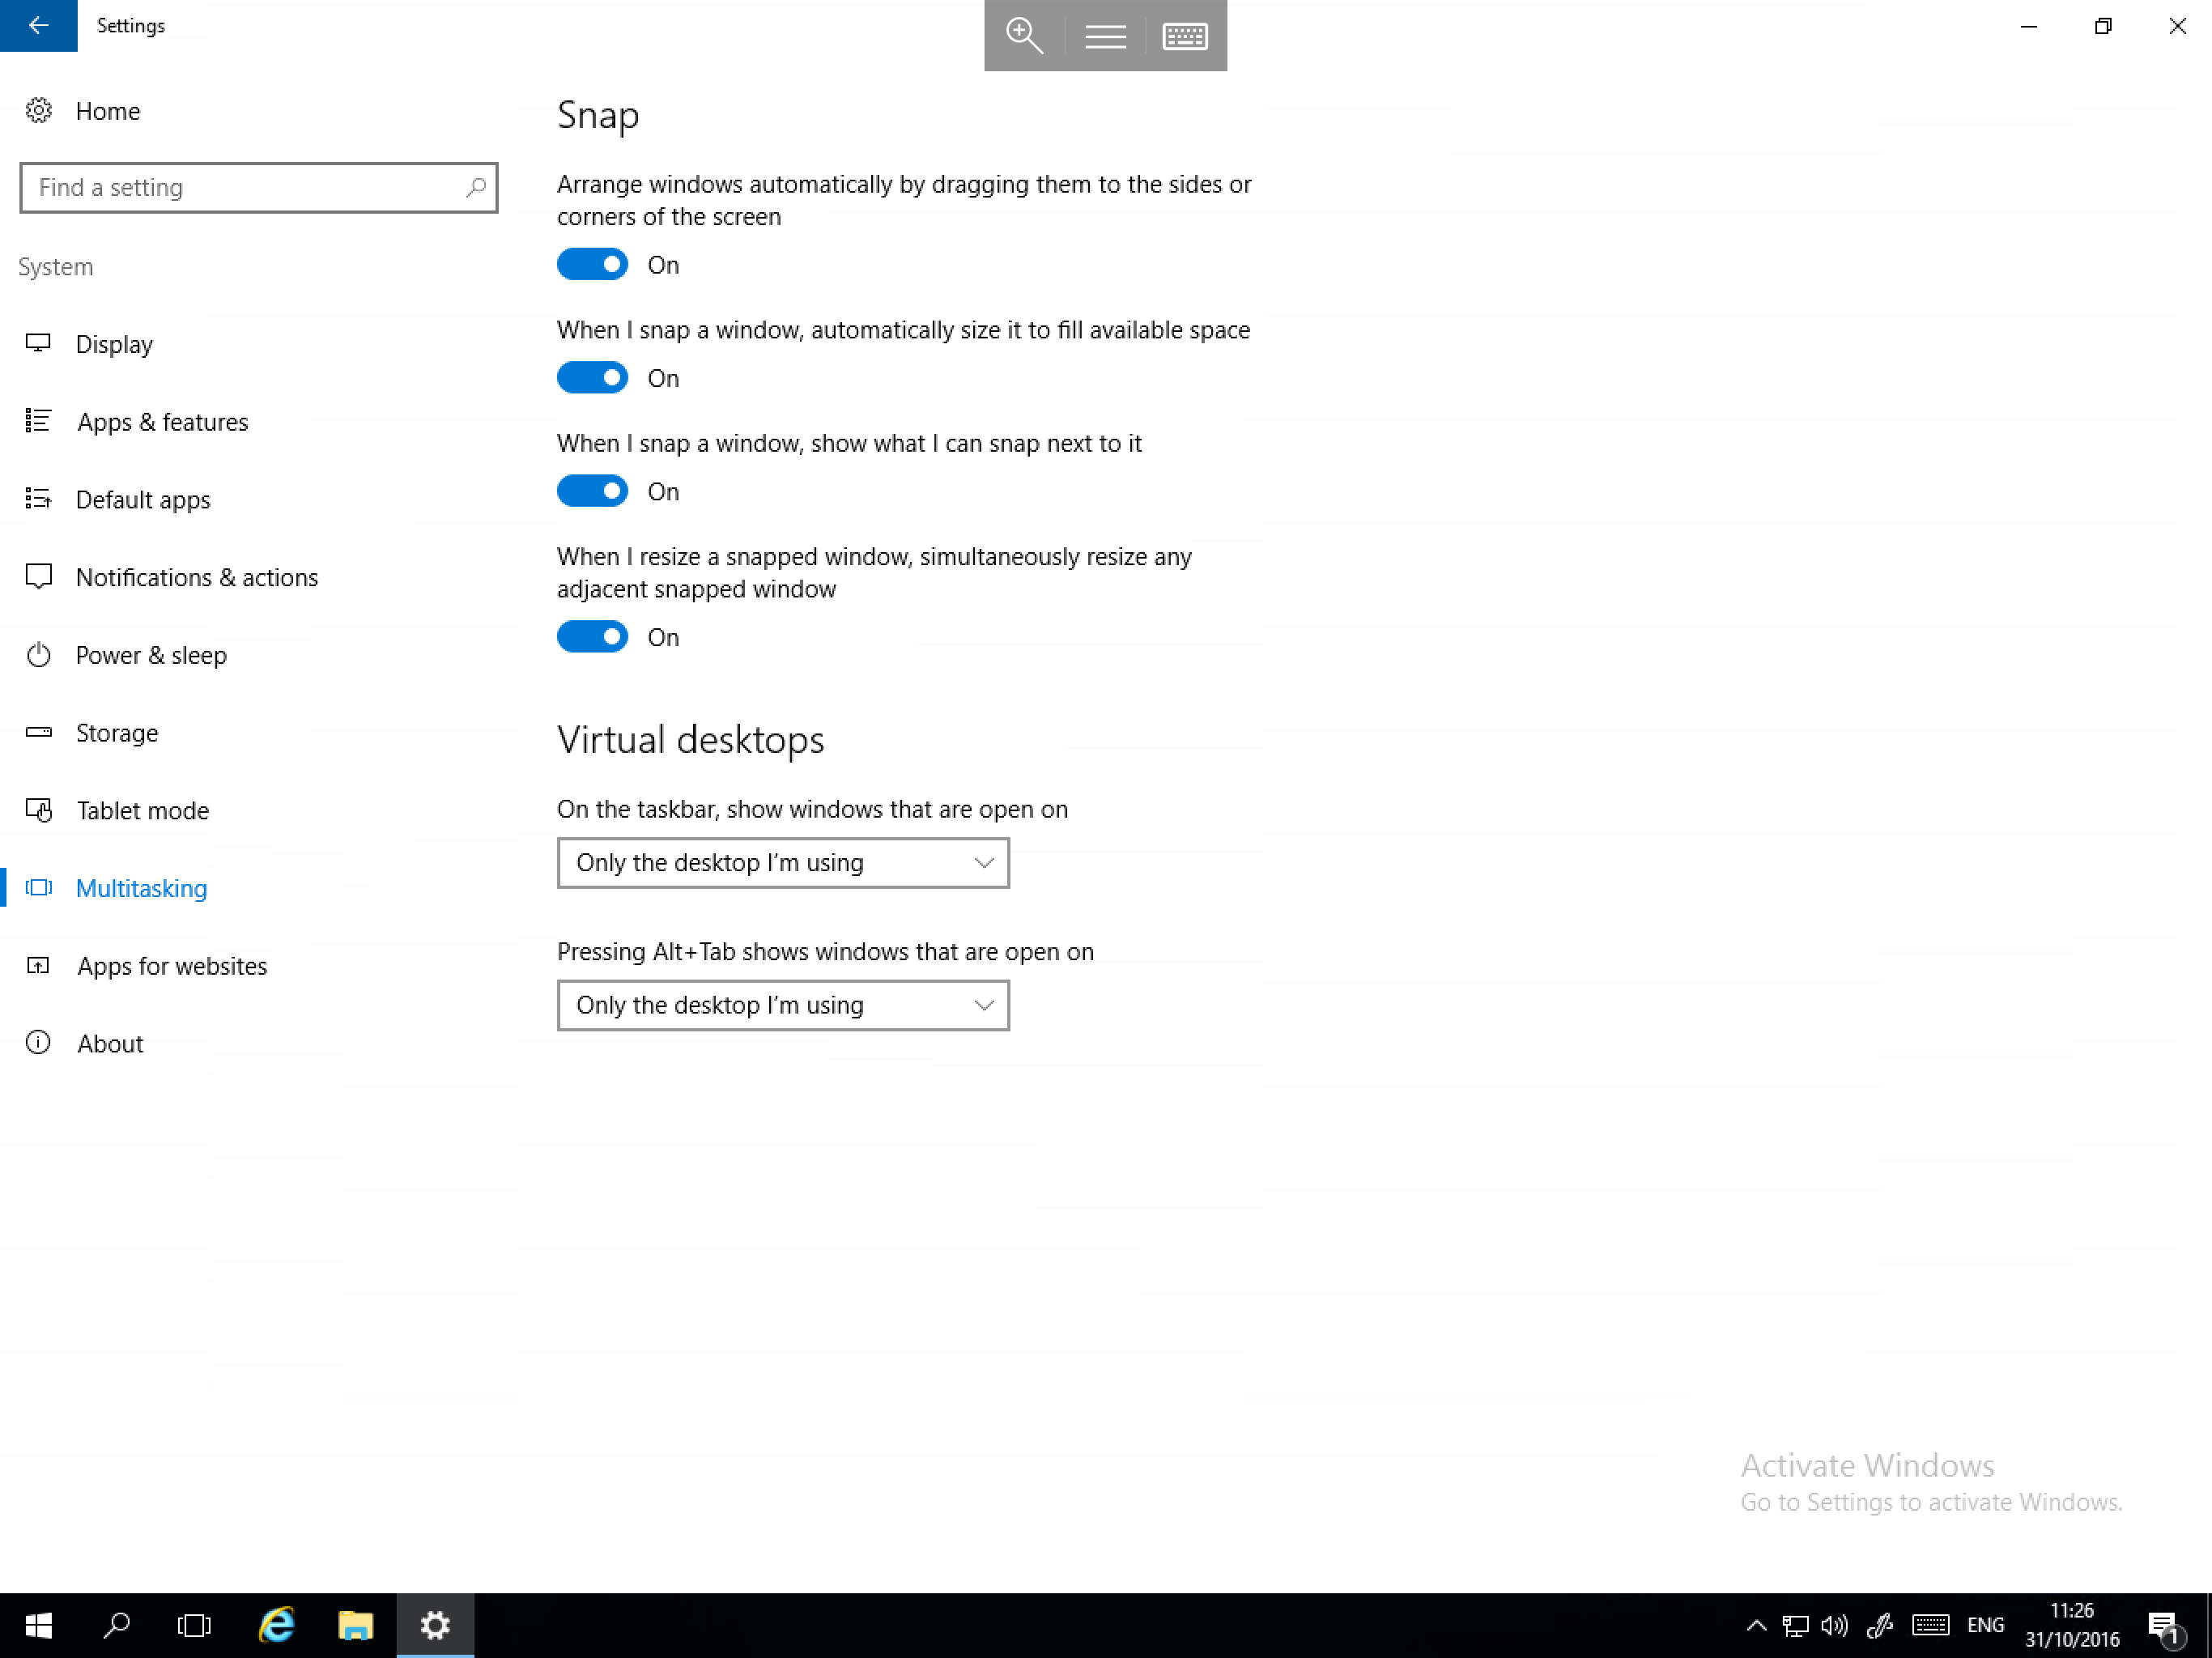 Settings
Home
Find a setting
System
Display
Apps & features
Default apps
Notifications & actions
Power & sleep
Storage
Tablet mode
Multitasking
Apps for websites
About
Snap
Arrange windows automatically by dragging them to the sides or
corners of the screen
On
When I snap a window, automatically size it to fill available space
On
When I snap a window, show what I can snap next to it
On
When I resize a snapped window, simultaneously resize any
adjacent snapped window
On
Virtual desktops
On the taskbar, show windows that are open on
Only the desktop I'm using
Pressing Alt+Tab shows windows that are open on
Only the desktop I'm using
Activate Windows
Go to Settings to activate Windows.
ENG
11:26
31/10/2016
1